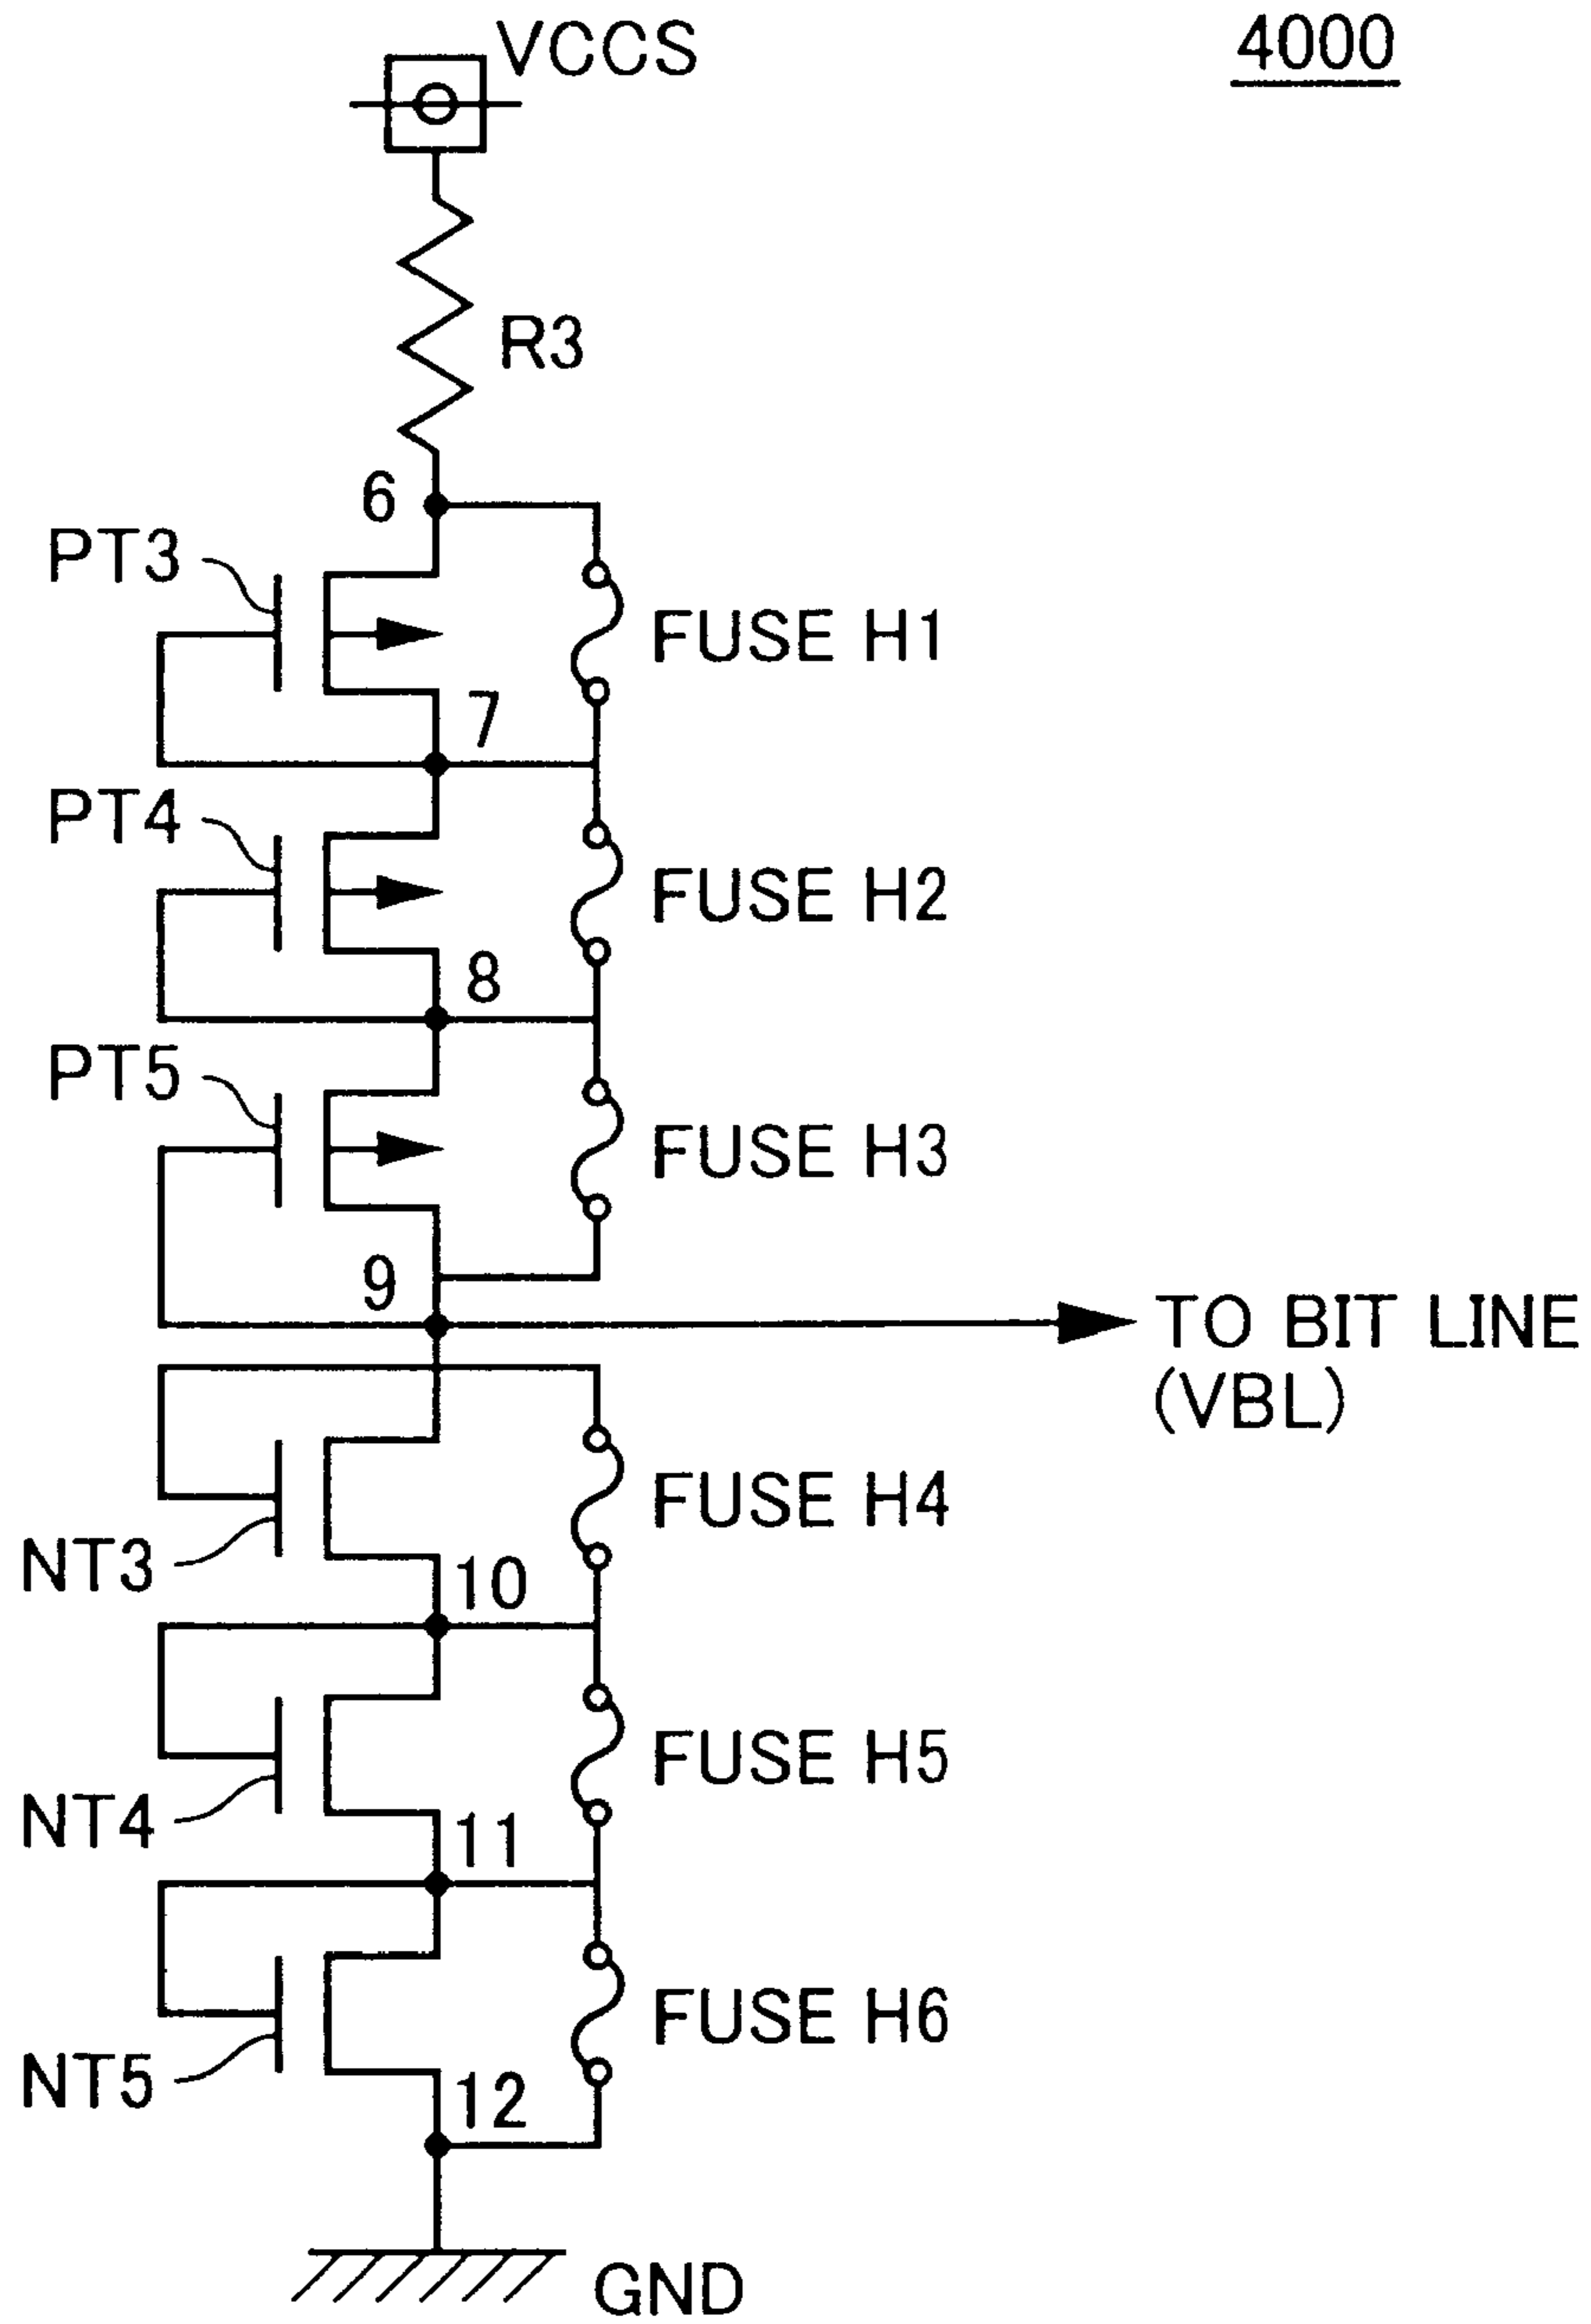 VCCS
4000
R3
6
PT3
FUSE H1
7
PT4
FUSE H2
8
PT5
FUSE H3
9
TO BIT LINE
(VBL)
FUSE H4
NT3
10
FUSE H5
NT4
11
FUSE H6
NT5
12
GND